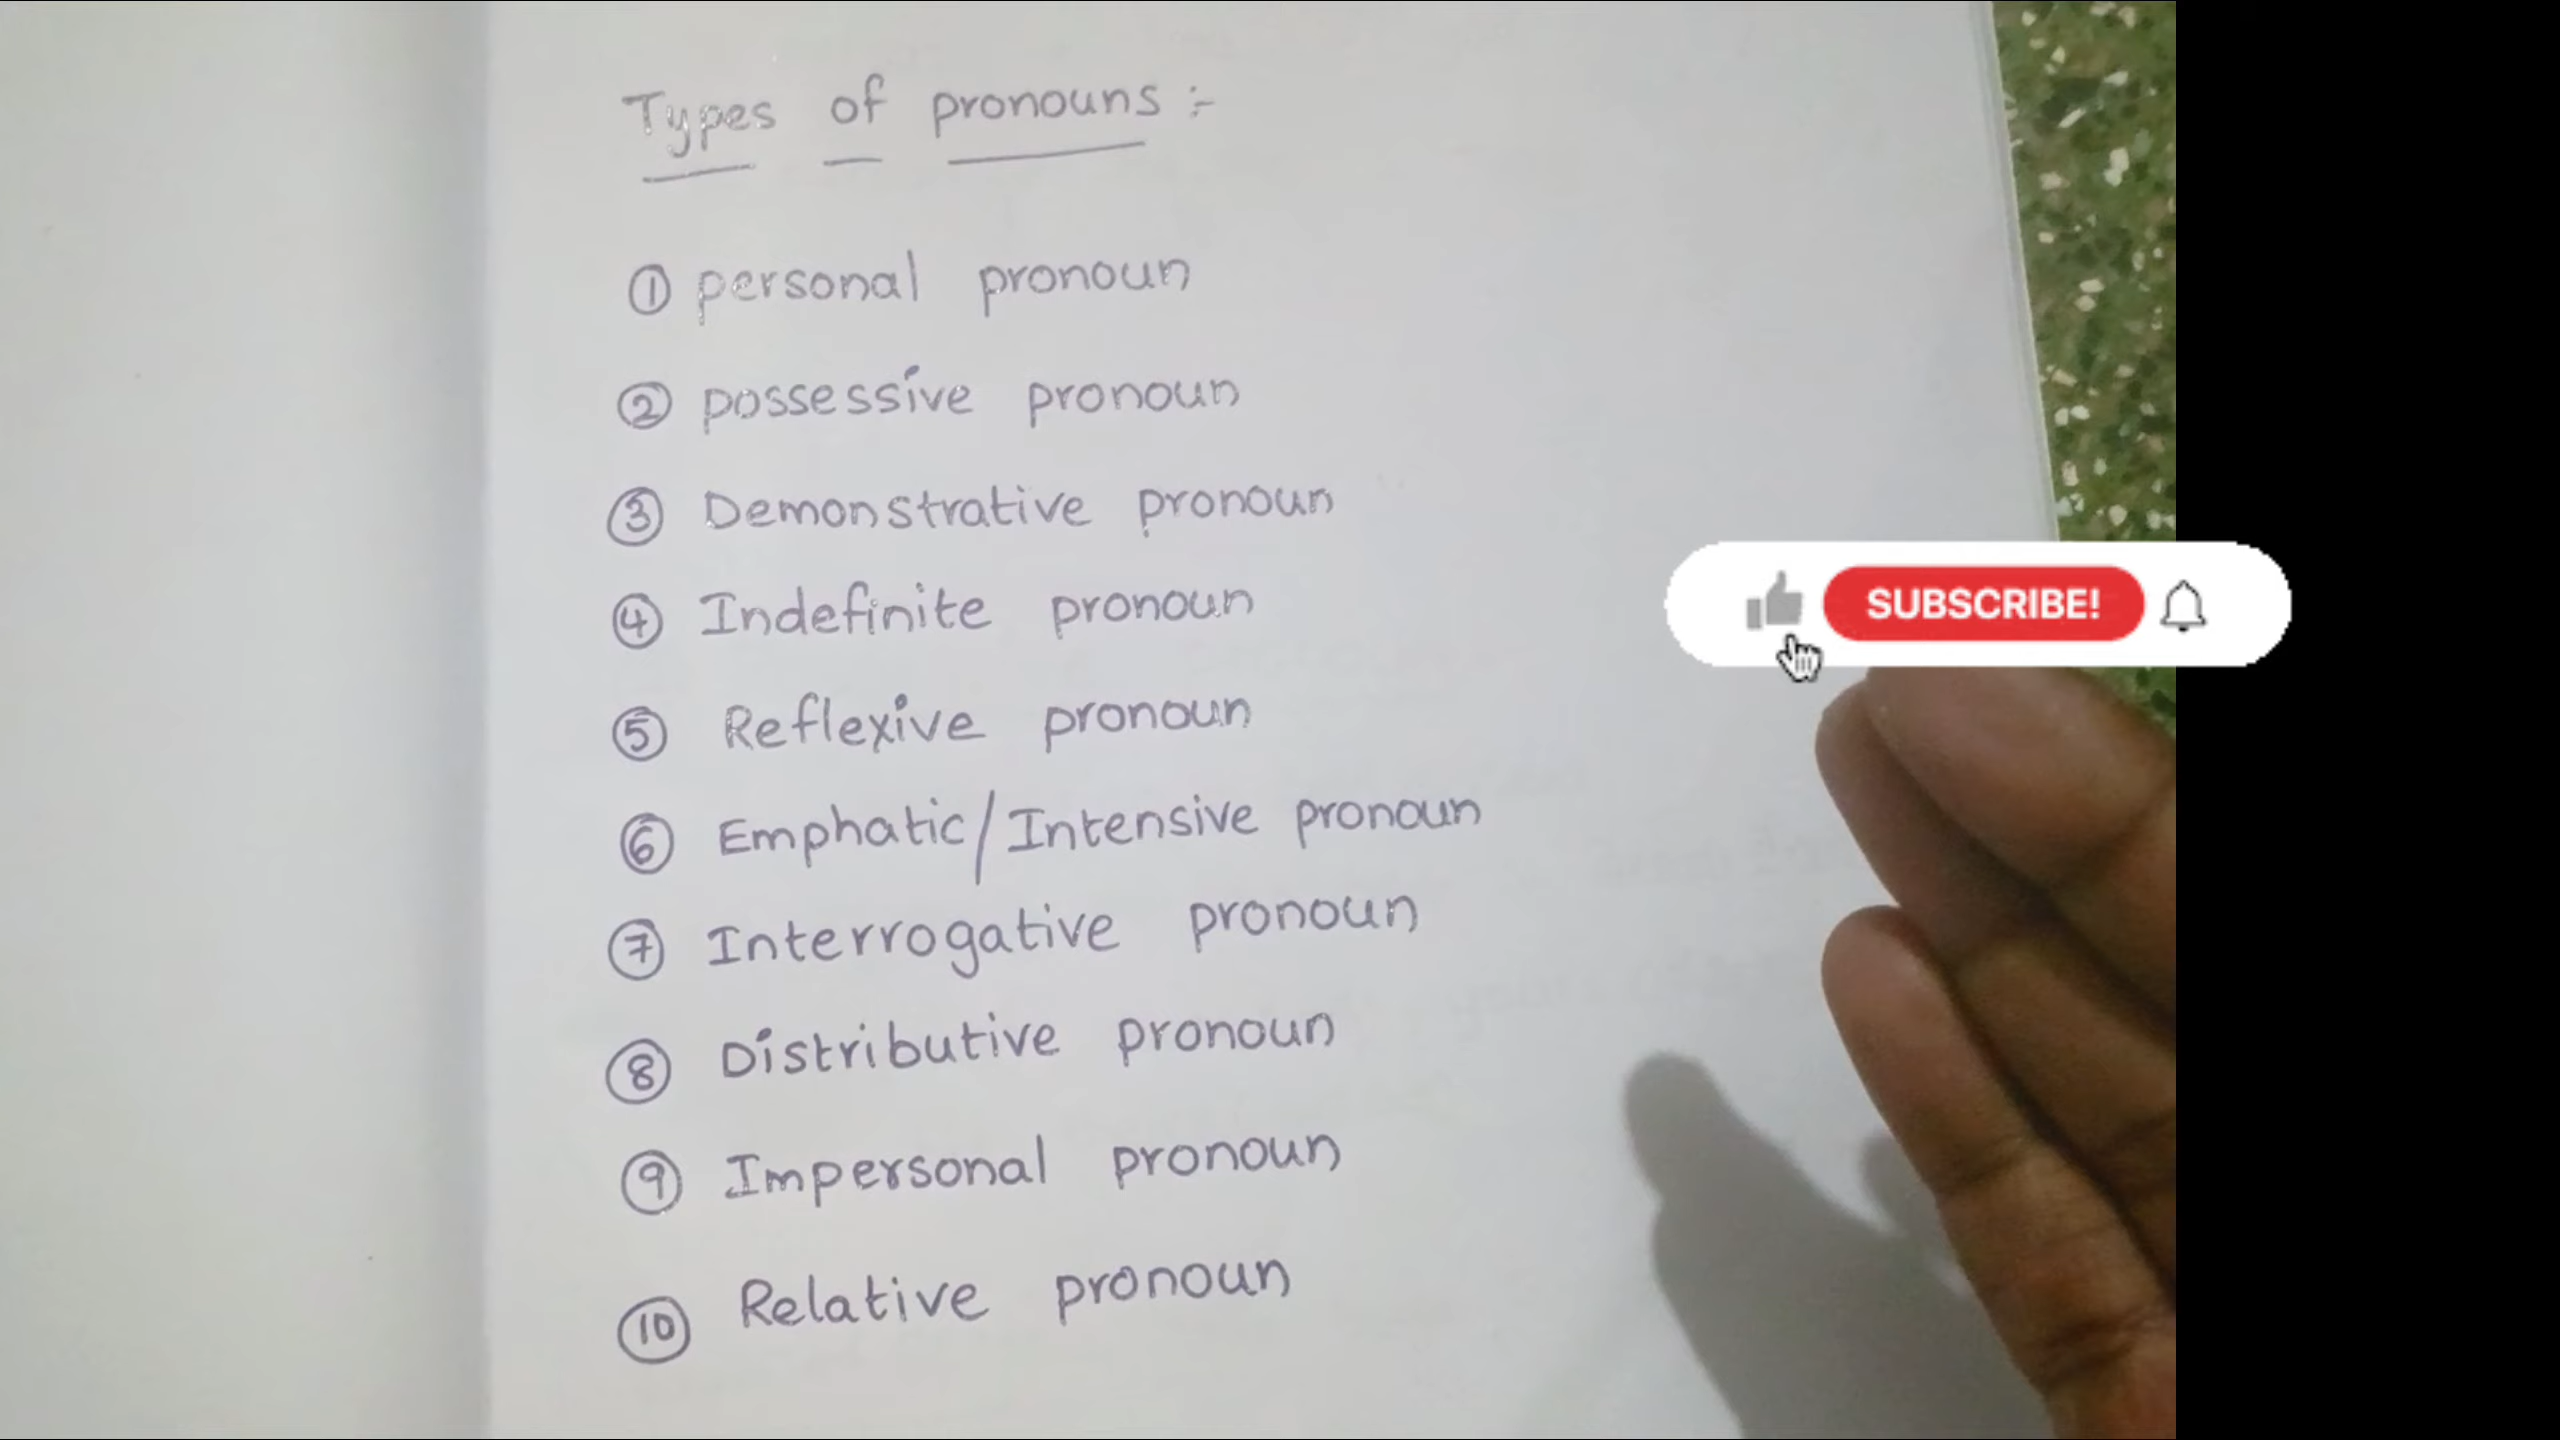 Types of pronouns :-
① personal pronoun
② possessive pronoun
③ Demonstrative pronoun
④ Indefinite pronoun
SUBSCRIBE!
⑤ Reflexive pronoun
⑥ Emphatic/Intensive pronoun
⑦ Interrogative pronoun
⑧ Distributive pronoun
⑨ Impersonal pronoun
⑩ Relative pronoun